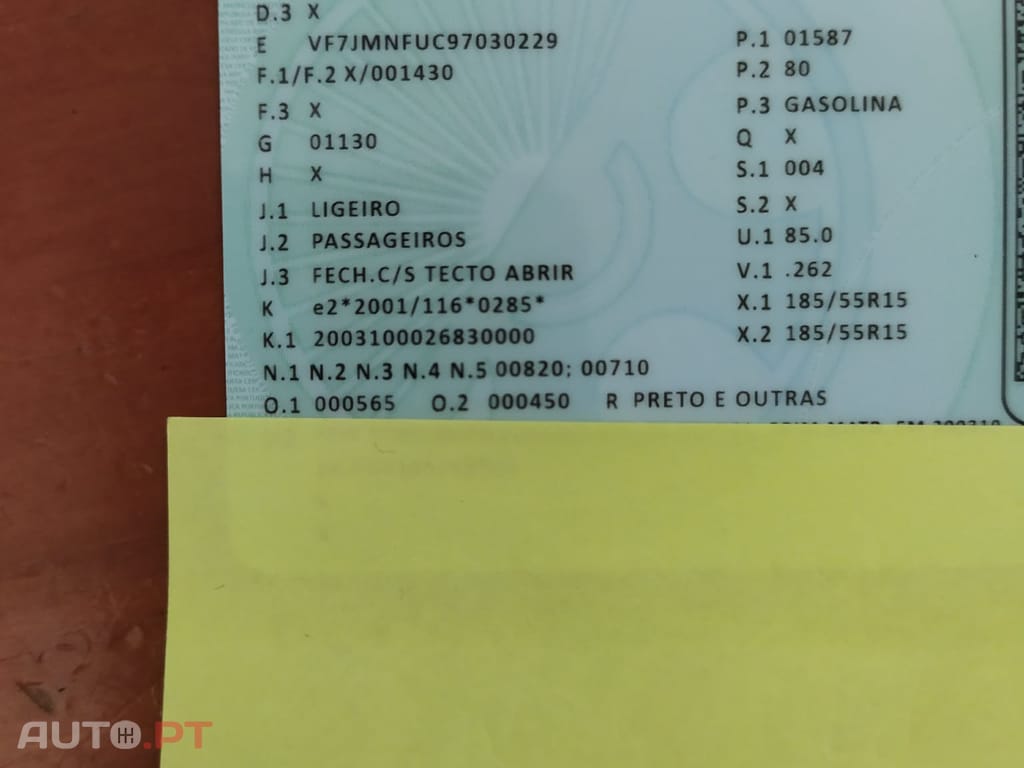 D.3 X
E VF7JMNFUC97030229
F.1/F.2 X/001430
F.3 X
G 01130
H X
J.1 LIGEIRO
J.2 PASSAGEIROS
J.3 FECH.C/S TECTO ABRIR
K e2*2001/116*0285*
K.1 2003100026830000
N.1 N.2 N.3 N.4 N.5 00820; 00710
O.1 000565 O.2 000450 R PRETO E OUTRAS
P.1 01587
P.2 80
P.3 GASOLINA
Q X
S.1 004
S.2 X
U.1 85.0
V.1 .262
X.1 185/55R15
X.2 185/55R15
AUTO.PT